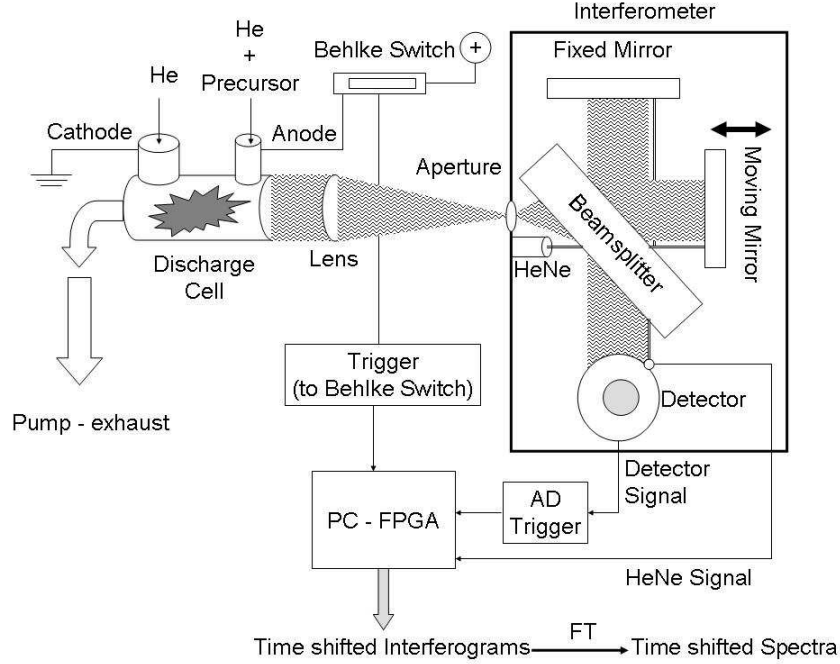 Interferometer
He
+
Precursor
Behlke Switch
+
Fixed Mirror
He
Cathode
Anode
Aperture
Moving Mirror
Beamsplitter
HeNe
Lens
Discharge
Cell
Trigger
(to Behlke Switch)
Detector
Pump - exhaust
Detector
Signal
AD
Trigger
PC - FPGA
HeNe Signal
Time shifted Interferograms
FT
Time shifted Spectra